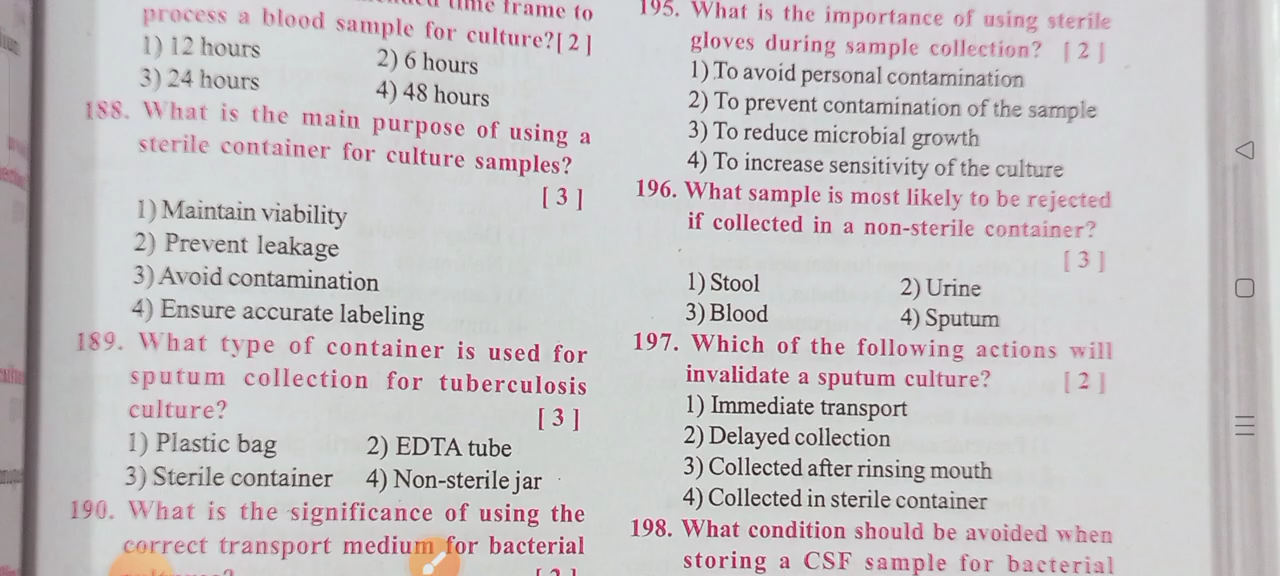 time frame to
process a blood sample for culture?[ 2 ]
1) 12 hours 2) 6 hours
3) 24 hours 4) 48 hours
188. What is the main purpose of using a
sterile container for culture samples?
[ 3 ]
1) Maintain viability
2) Prevent leakage
3) Avoid contamination
4) Ensure accurate labeling
189. What type of container is used for
sputum collection for tuberculosis
culture? [ 3 ]
1) Plastic bag 2) EDTA tube
3) Sterile container 4) Non-sterile jar
190. What is the significance of using the
correct transport medium for bacterial
195. What is the importance of using sterile
gloves during sample collection? [ 2 ]
1) To avoid personal contamination
2) To prevent contamination of the sample
3) To reduce microbial growth
4) To increase sensitivity of the culture
196. What sample is most likely to be rejected
if collected in a non-sterile container?
[ 3 ]
1) Stool 2) Urine
3) Blood 4) Sputum
197. Which of the following actions will
invalidate a sputum culture? [ 2 ]
1) Immediate transport
2) Delayed collection
3) Collected after rinsing mouth
4) Collected in sterile container
198. What condition should be avoided when
storing a CSF sample for bacterial